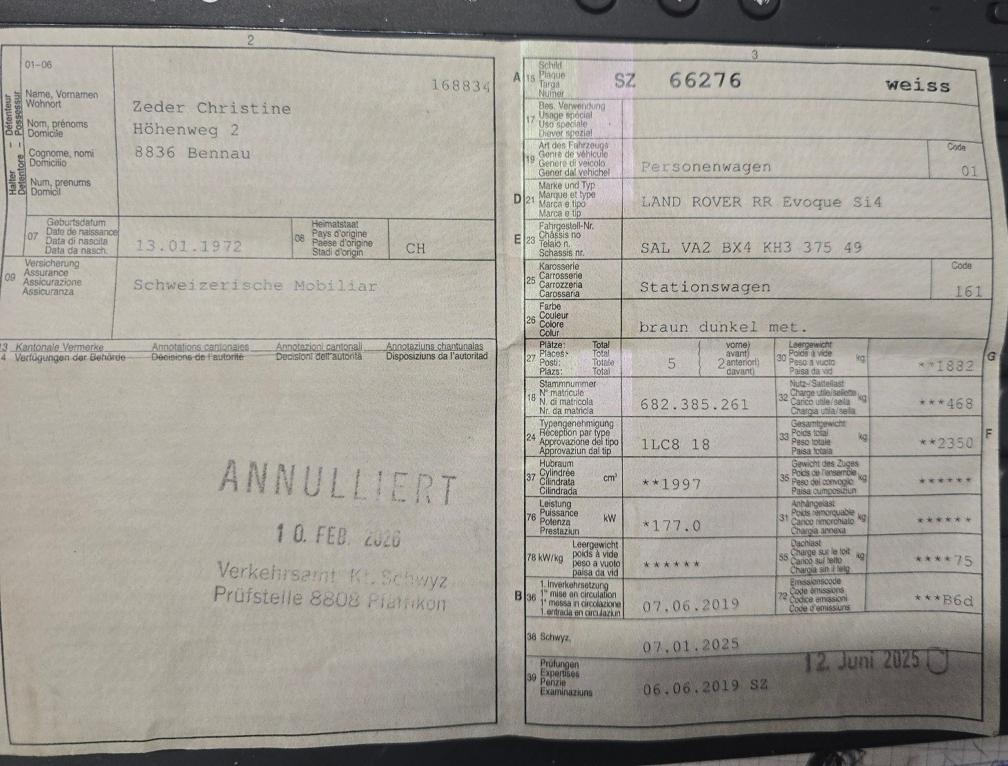 2
01-06
168834
Halter – Détenteur
Detentore – Possessur
Name, Vornamen
Wohnort
Nom, prénoms
Domicile
Cognome, nomi
Domicilio
Num, prenums
Domicil
Zeder Christine
Höhenweg 2
8836 Bennau
07
Geburtsdatum
Date de naissance
Data di nascita
Data da nasch.
13.01.1972
08
Heimatstaat
Pays d'origine
Paese d'origine
Stadi d'origin
CH
09
Versicherung
Assurance
Assicurazione
Assicuranza
Schweizerische Mobiliar
13 Kantonale Vermerke Annotations cantonales Annotazioni cantonali Annotaziuns chantunalas
14 Verfügungen der Behörde Décisions de l'autorité Decisioni dell'autorità Disposiziuns da l'autoritad
ANNULLIERT
10. FEB. 2026
Verkehrsamt Kt. Schwyz
Prüfstelle 8808 Pfäffikon
3
A 15
Schild
Plaque
Targa
Numer
SZ 66276 weiss
17
Bes. Verwendung
Usage spécial
Uso speciale
Diever spezial
19
Art des Fahrzeugs
Genre de véhicule
Genere di veicolo
Gener dal vehichel
Personenwagen
Code
01
D 21
Marke und Typ
Marque et type
Marca e tipo
Marca e tip
LAND ROVER RR Evoque Si4
E 23
Fahrgestell-Nr.
Châssis no
Telaio n.
Schassis nr.
SAL VA2 BX4 KH3 375 49
25
Karosserie
Carrosserie
Carrozzeria
Carossaria
Stationswagen
Code
161
26
Farbe
Couleur
Colore
Colur
braun dunkel met.
27
Plätze: Total
Places: Total
Posti: Totale
Plazs: Total
5
vorne)
avant)
2 anteriori)
davant)
30
Leergewicht
Poids à vide
Peso a vuoto
Paisa da vid
kg
**1882
G
18
Stammnummer
N° matricule
N. di matricola
Nr. da matricla
682.385.261
32
Nutz-/Sattellast
Charge utile/sellette
Carico utile/sella
Chargia utila/sella
kg
***468
24
Typengenehmigung
Réception par type
Approvazione del tipo
Approvaziun dal tip
1LC8 18
33
Gesamtgewicht
Poids total
Peso totale
Paisa totala
kg
**2350
F
37
Hubraum
Cylindrée
Cilindrata
Cilindrada
cm³
**1997
35
Gewicht des Zuges
Poids de l'ensemble
Peso del convoglio
Paisa cumposiziun
kg
******
76
Leistung
Puissance
Potenza
Prestaziun
kW
*177.0
31
Anhängelast
Poids remorquable
Carico rimorchiato
Chargia annexa
kg
******
78 kW/kg
Leergewicht
poids à vide
peso a vuoto
paisa da vid
******
55
Dachlast
Charge sur le toit
Carico sul tetto
Chargia sin il tetg
kg
****75
B 36
1. Inverkehrsetzung
1re mise en circulation
1a messa in circolazione
1. entrada en circulaziun
07.06.2019
72
Emissionscode
Code émissions
Codice emissioni
Code d'emissiuns
***B6d
38 Schwyz,
07.01.2025
12. Juni 2025
39
Prüfungen
Expertises
Perizie
Examinaziuns
06.06.2019 SZ